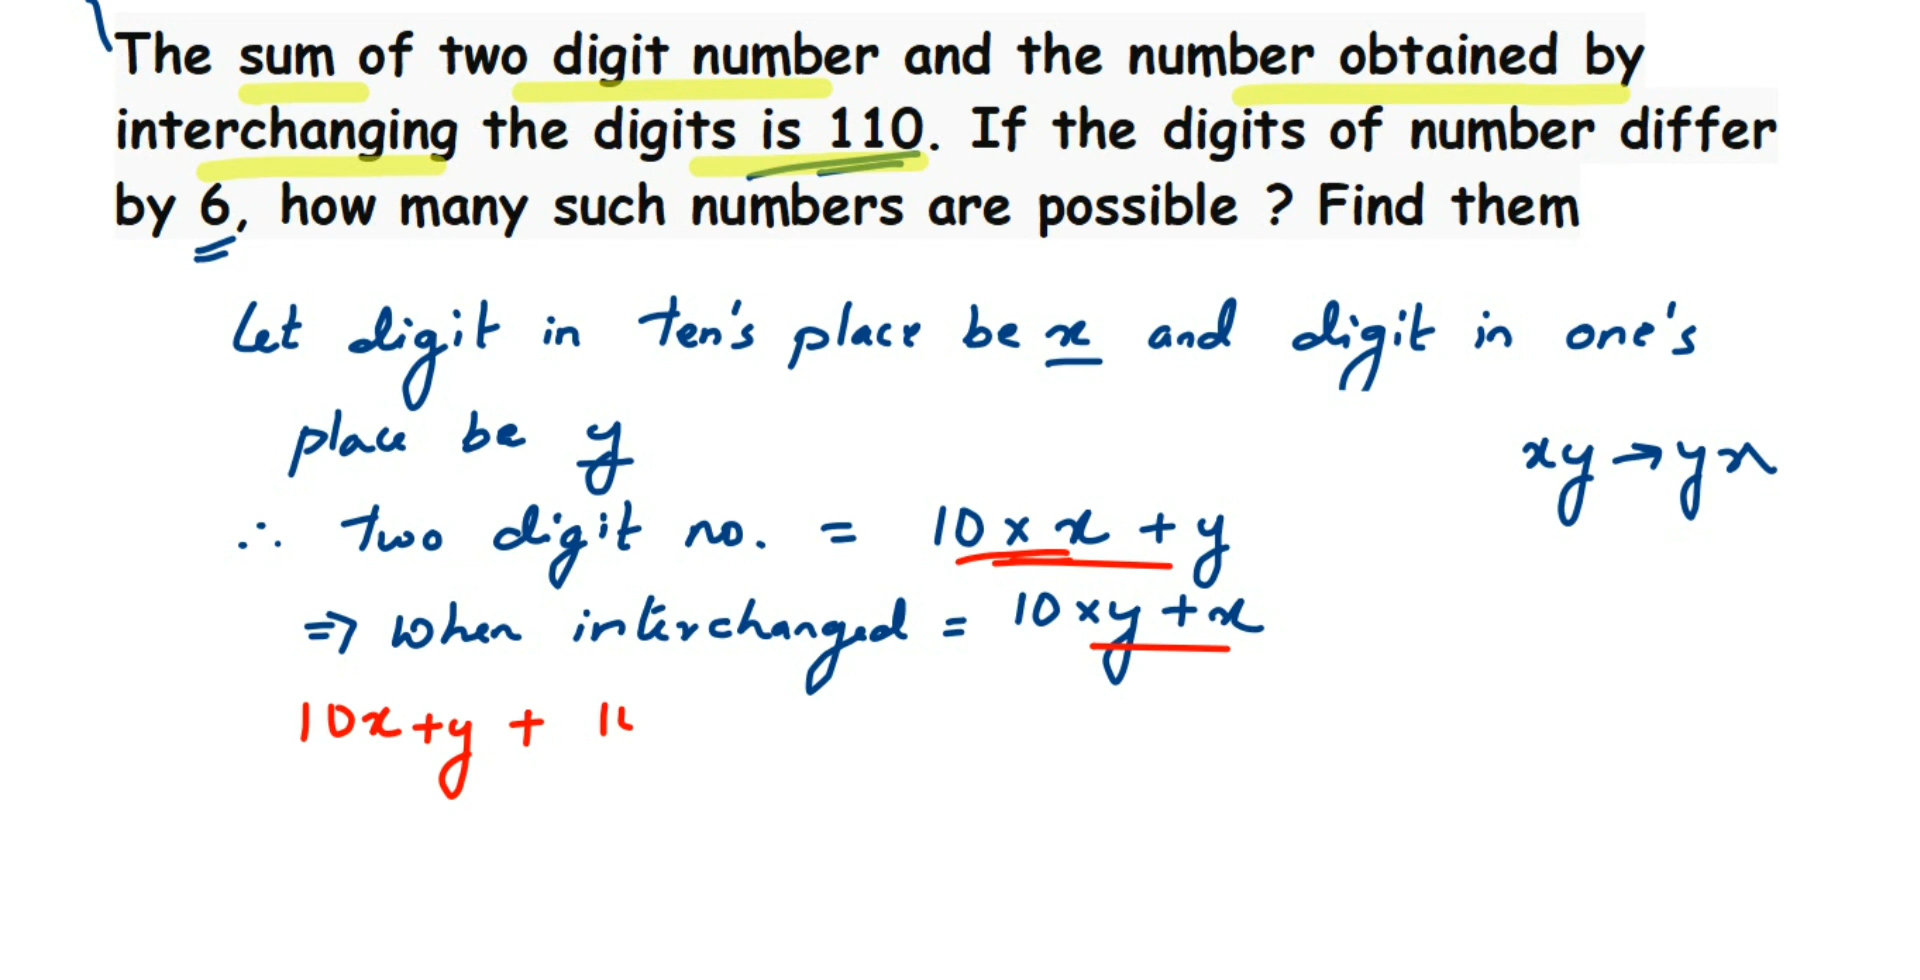 The sum of two digit number and the number obtained by
interchanging the digits is 110. If the digits of number differ
by 6, how many such numbers are possible ? Find them
Let digit in ten's place be x and digit in one's
place be y
xy → yx
∴ Two digit no. = 10 × x + y
⇒ when interchanged = 10 × y + x
10x + y + 1